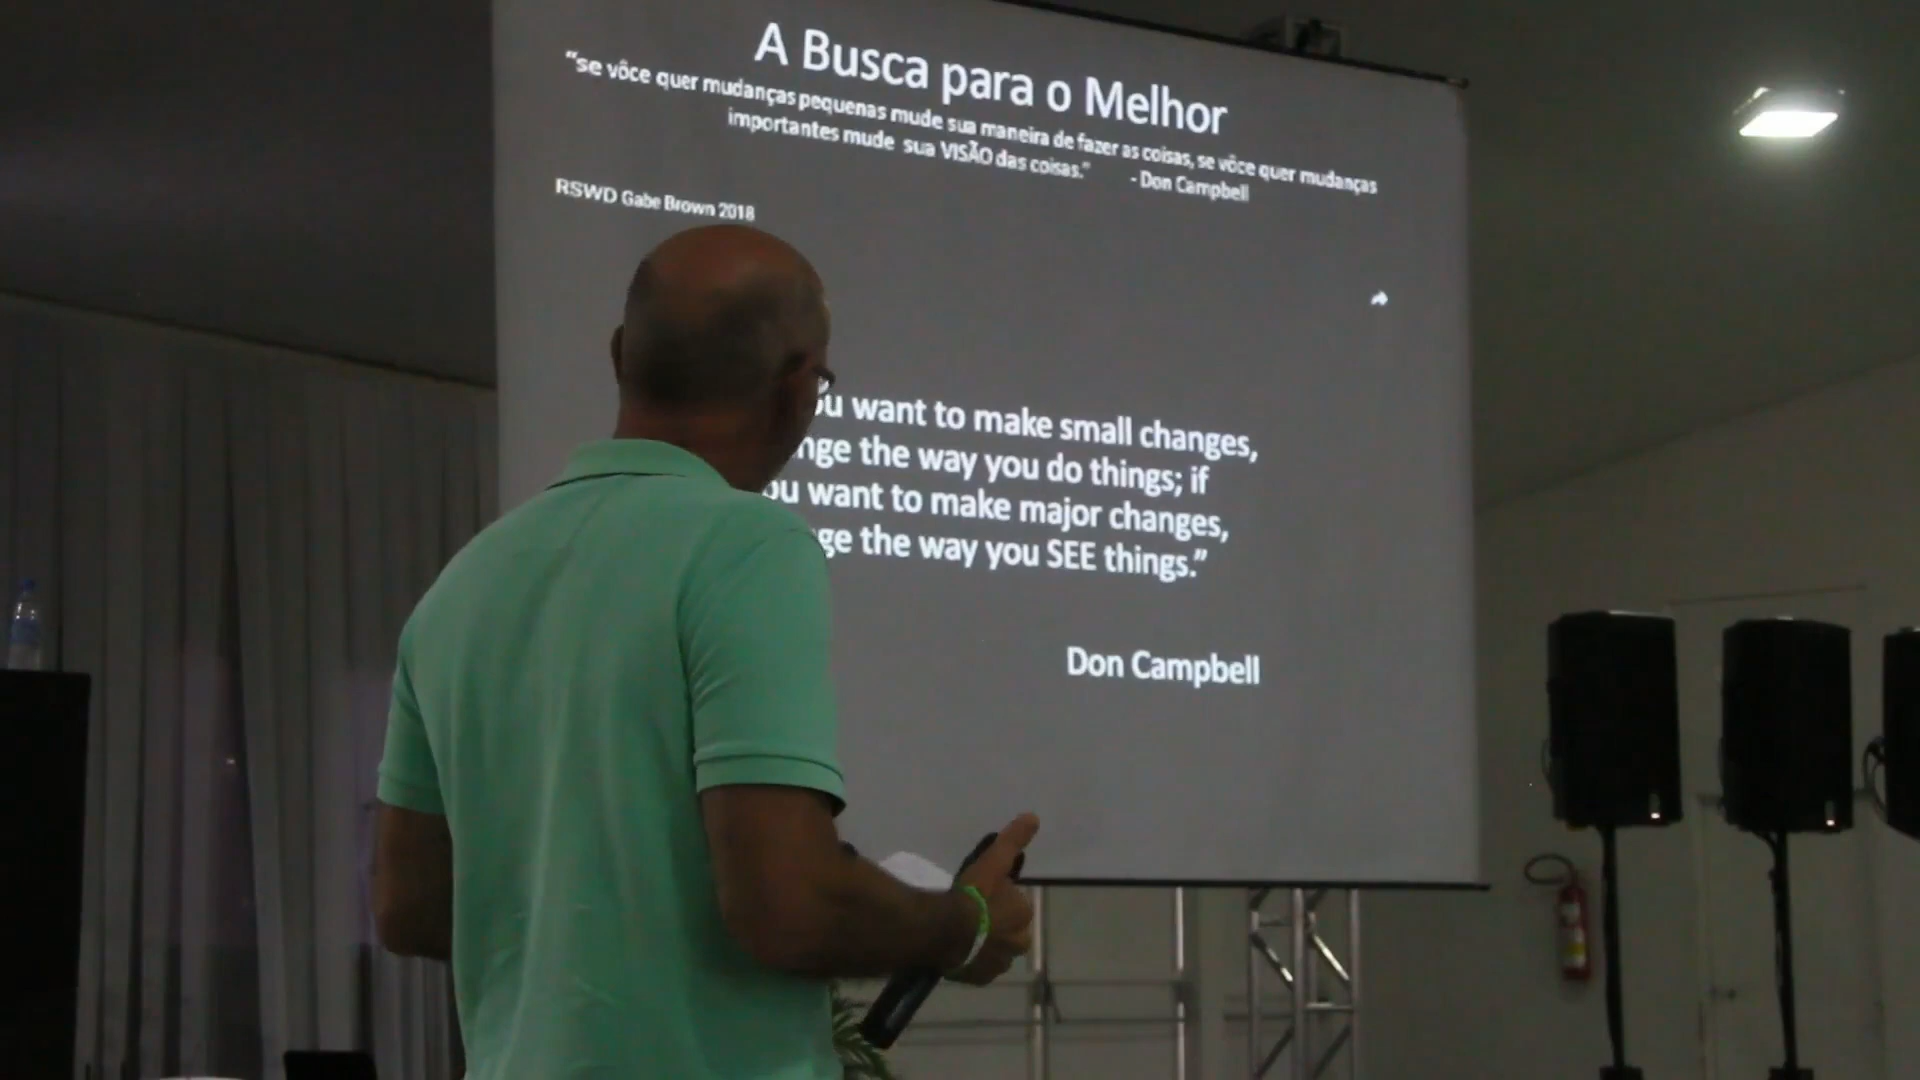 A Busca para o Melhor
“se vôce quer mudanças pequenas mude sua maneira de fazer as coisas, se vôce quer mudanças
importantes mude sua VISÃO das coisas.” - Don Campbell
RSWD Gabe Brown 2018
want to make small changes,
the way you do things; if
want to make major changes,
the way you SEE things.”
Don Campbell